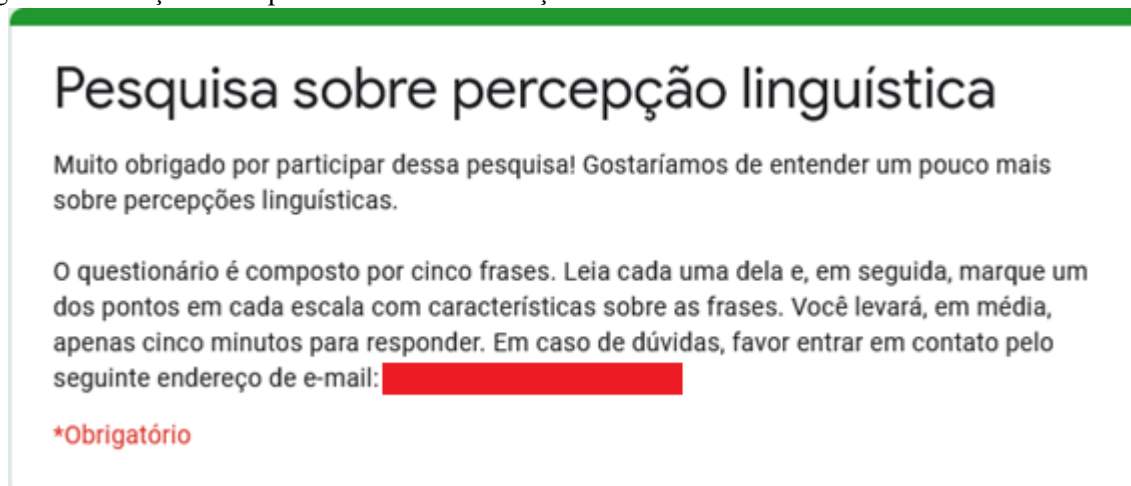 Pesquisa sobre percepção linguística
Muito obrigado por participar dessa pesquisa! Gostaríamos de entender um pouco mais
sobre percepções linguísticas.
O questionário é composto por cinco frases. Leia cada uma dela e, em seguida, marque um
dos pontos em cada escala com características sobre as frases. Você levará, em média,
apenas cinco minutos para responder. Em caso de dúvidas, favor entrar em contato pelo
seguinte endereço de e-mail:
*Obrigatório